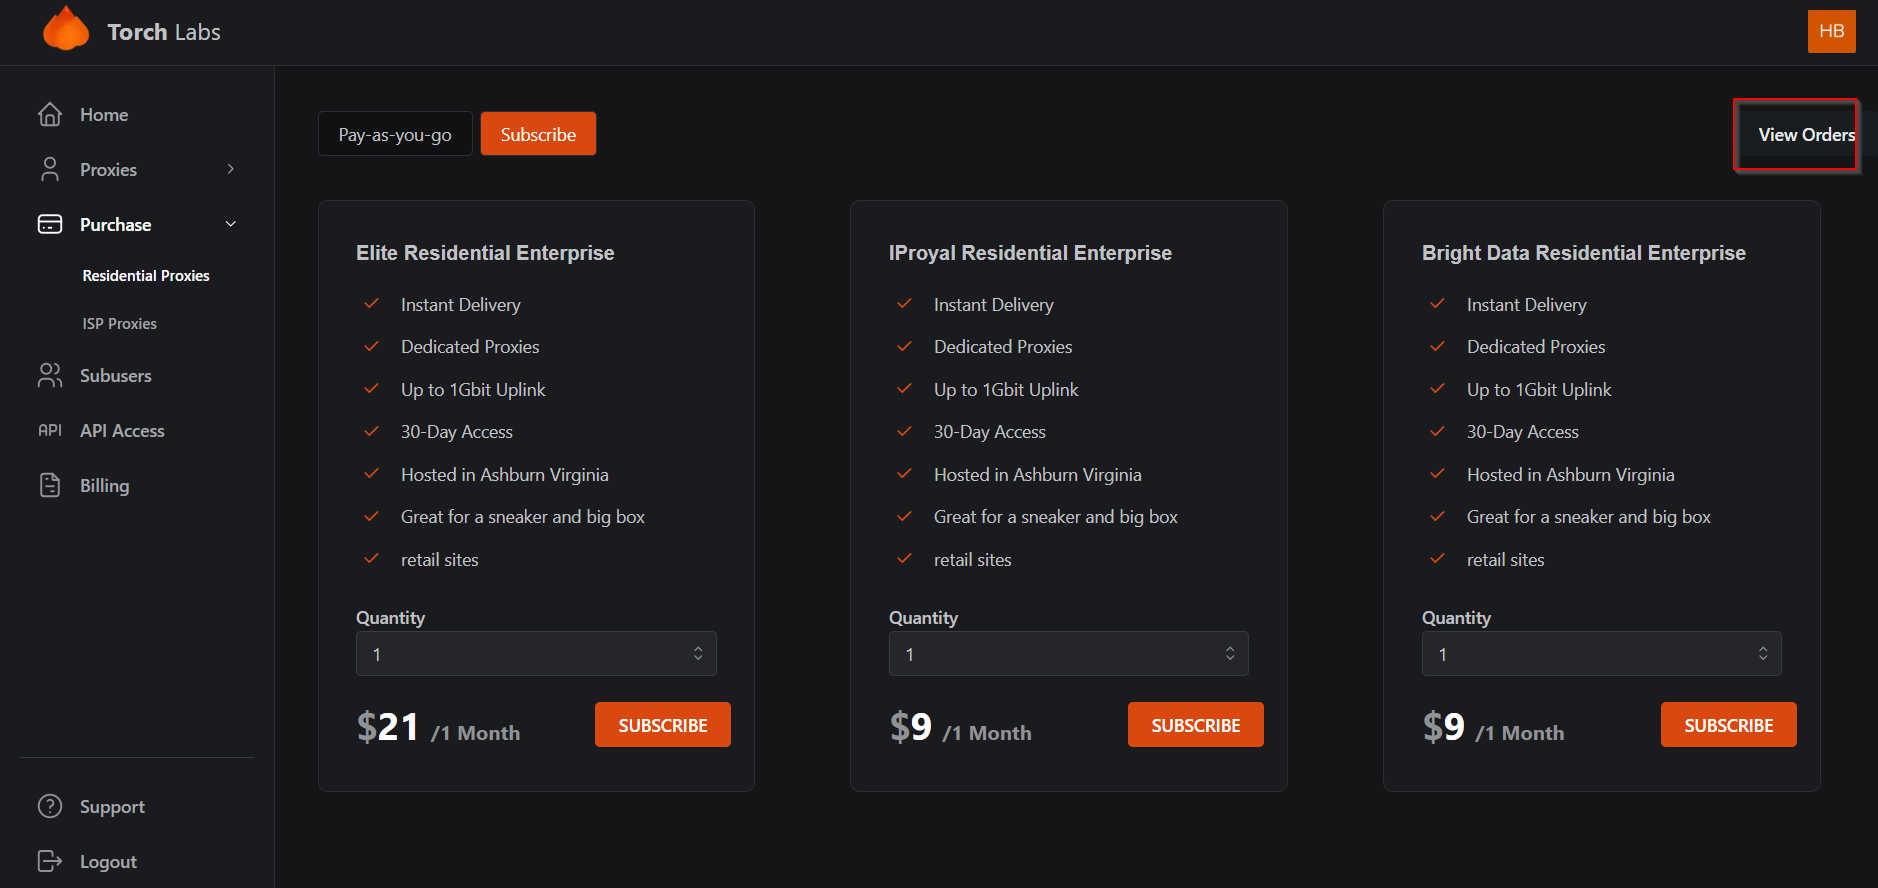 Torch Labs
HB
Home
Proxies
Purchase
Residential Proxies
ISP Proxies
Subusers
API API Access
Billing
Support
Logout
Pay-as-you-go
Subscribe
View Orders
Elite Residential Enterprise
Instant Delivery
Dedicated Proxies
Up to 1Gbit Uplink
30-Day Access
Hosted in Ashburn Virginia
Great for a sneaker and big box
retail sites
Quantity
1
$21 /1 Month
SUBSCRIBE
IProyal Residential Enterprise
Instant Delivery
Dedicated Proxies
Up to 1Gbit Uplink
30-Day Access
Hosted in Ashburn Virginia
Great for a sneaker and big box
retail sites
Quantity
1
$9 /1 Month
SUBSCRIBE
Bright Data Residential Enterprise
Instant Delivery
Dedicated Proxies
Up to 1Gbit Uplink
30-Day Access
Hosted in Ashburn Virginia
Great for a sneaker and big box
retail sites
Quantity
1
$9 /1 Month
SUBSCRIBE